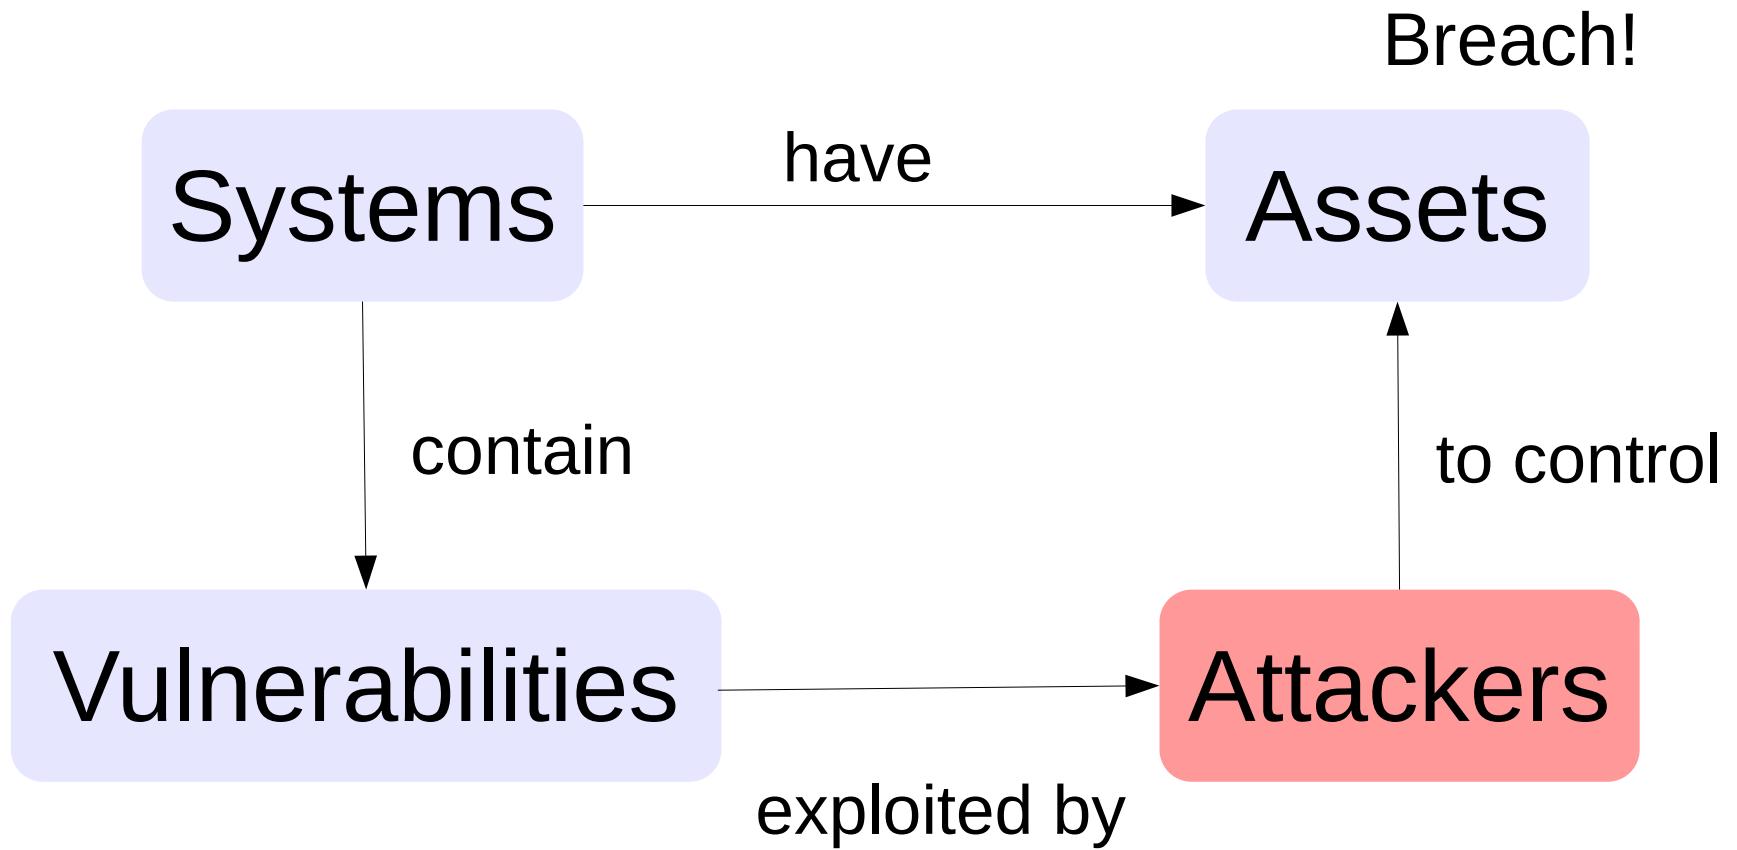 Breach!
have
Systems
Assets
contain
to control
Vulnerabilities
Attackers
exploited by